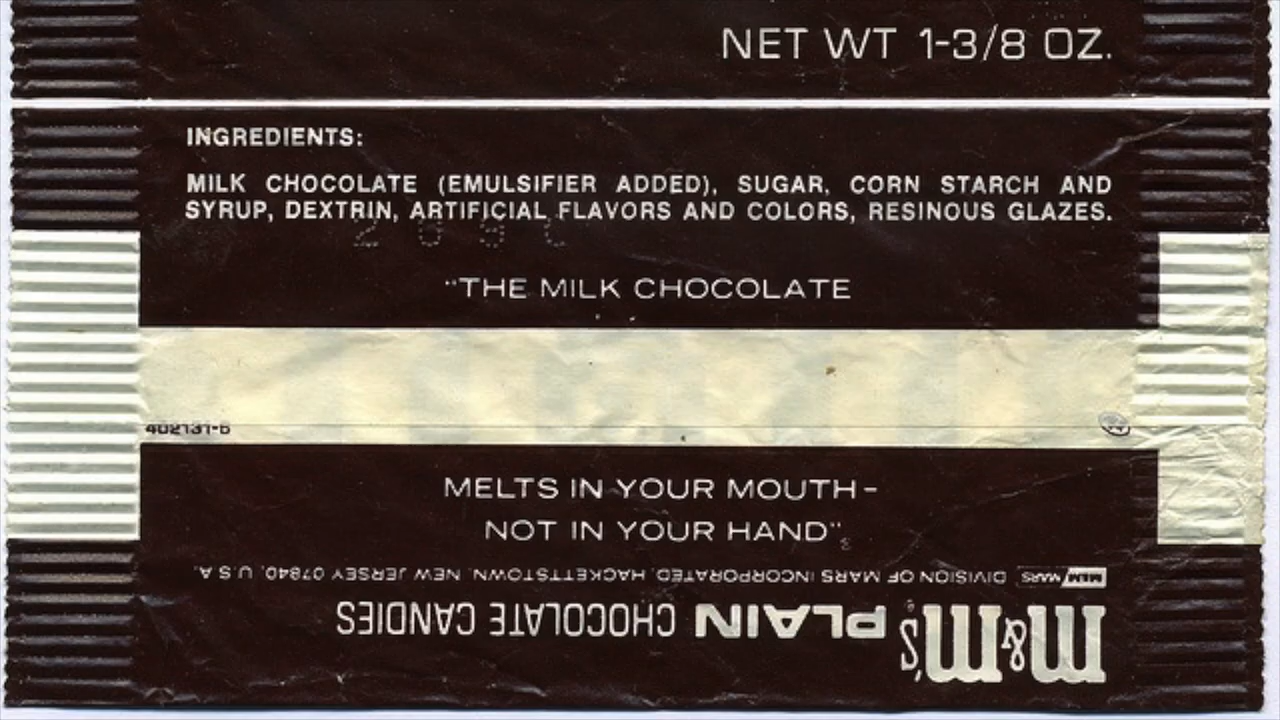 NET WT 1-3/8 OZ.
INGREDIENTS:
MILK CHOCOLATE (EMULSIFIER ADDED), SUGAR, CORN STARCH AND
SYRUP, DEXTRIN, ARTIFICIAL FLAVORS AND COLORS, RESINOUS GLAZES.
"THE MILK CHOCOLATE
402131-6
MELTS IN YOUR MOUTH-
NOT IN YOUR HAND"®
M&M MARS DIVISION OF MARS INCORPORATED, HACKETTSTOWN, NEW JERSEY 07840, U.S.A.
m&m's® PLAIN CHOCOLATE CANDIES